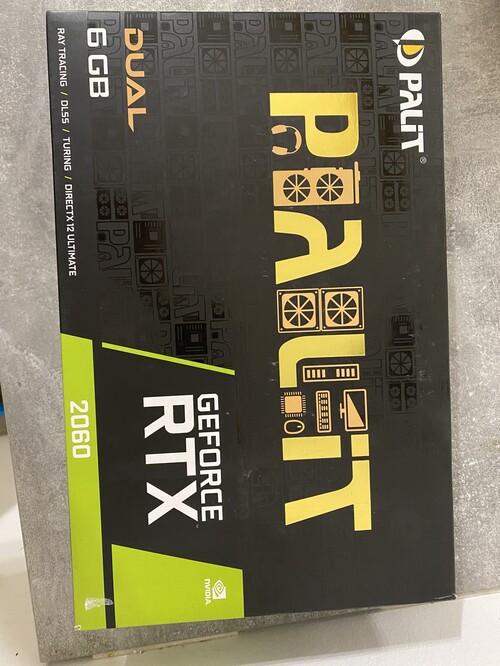 PALiT®
PALiT
DUAL
6 GB
RAY TRACING / DLSS / TURING / DIRECTX 12 ULTIMATE
GEFORCE
RTX
2060
NVIDIA